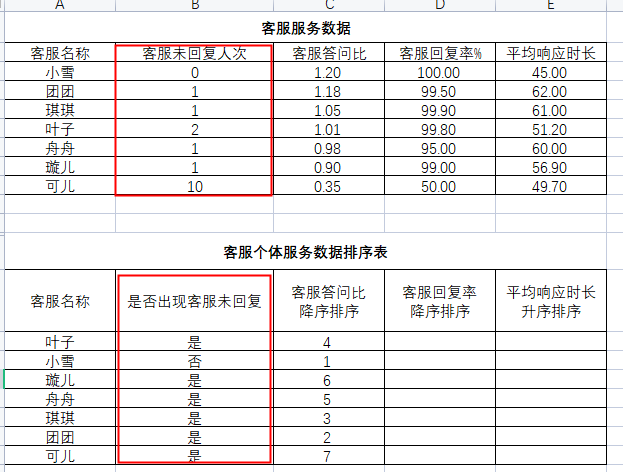 A B C D E
客服服务数据
客服名称 客服未回复人次 客服答问比 客服回复率% 平均响应时长
小雪 0 1.20 100.00 45.00
团团 1 1.18 99.50 62.00
琪琪 1 1.05 99.90 61.00
叶子 2 1.01 99.80 51.20
舟舟 1 0.98 95.00 60.00
璇儿 1 0.90 99.00 56.90
可儿 10 0.35 50.00 49.70
客服个体服务数据排序表
客服名称 是否出现客服未回复 客服答问比 客服回复率 平均响应时长
降序排序 降序排序 升序排序
叶子 是 4
小雪 否 1
璇儿 是 6
舟舟 是 5
琪琪 是 3
团团 是 2
可儿 是 7